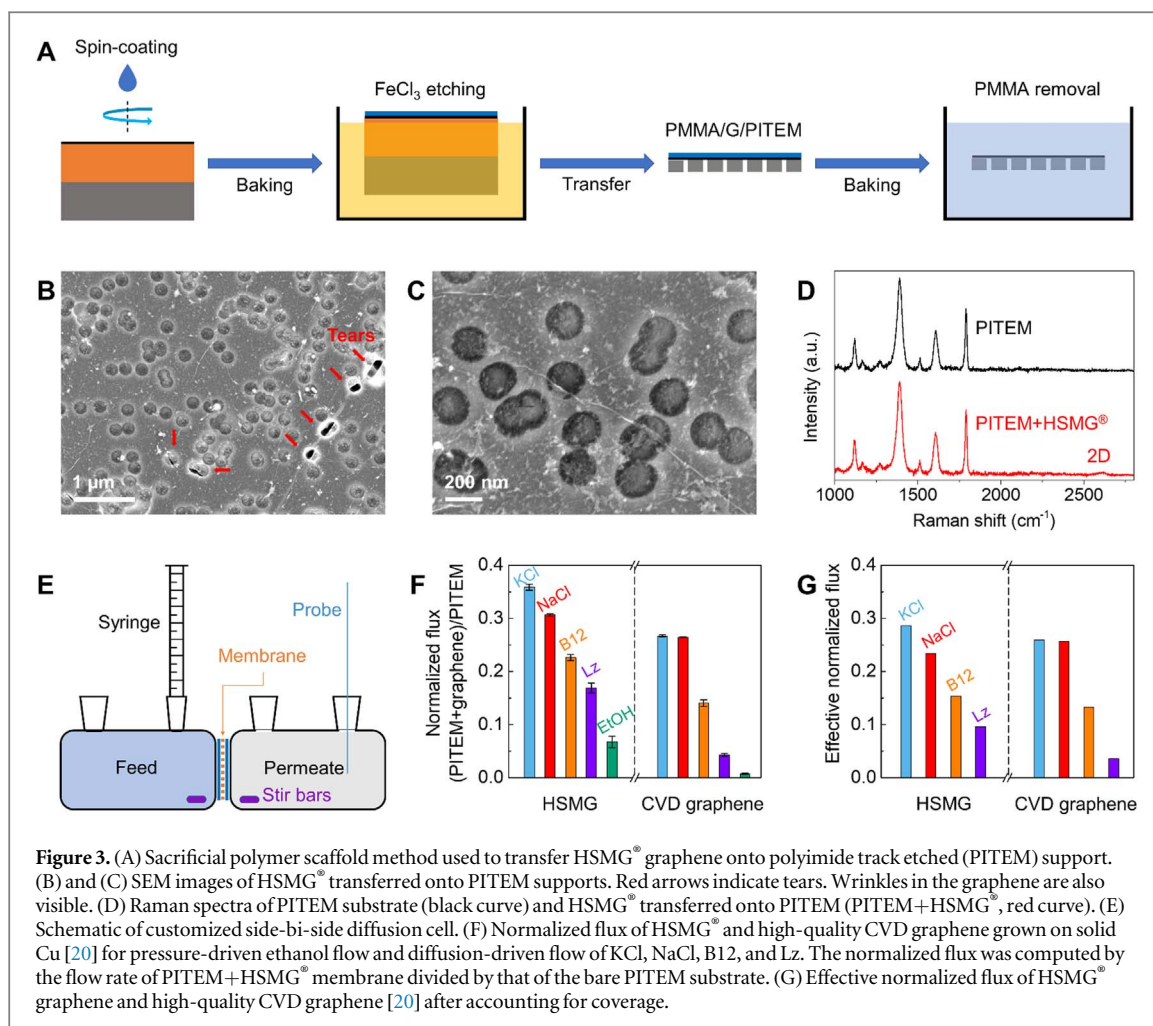 A
Spin-coating
FeCl₃ etching
PMMA removal
PMMA/G/PITEM
Baking
Transfer
Baking
B
Tears
1 μm
C
200 nm
D
Intensity (a.u.)
PITEM
PITEM+HSMG®
2D
1000 1500 2000 2500
Raman shift (cm⁻¹)
E
Syringe
Probe
Membrane
Feed
Permeate
Stir bars
F
Normalized flux
(PITEM+graphene)/PITEM
0.4
0.3
0.2
0.1
0.0
KCl
NaCl
B12
Lz
EtOH
HSMG CVD graphene
G
Effective normalized flux
0.4
0.3
0.2
0.1
0.0
KCl
NaCl
B12
Lz
HSMG CVD graphene
Figure 3. (A) Sacrificial polymer scaffold method used to transfer HSMG® graphene onto polyimide track etched (PITEM) support.
(B) and (C) SEM images of HSMG® transferred onto PITEM supports. Red arrows indicate tears. Wrinkles in the graphene are also
visible. (D) Raman spectra of PITEM substrate (black curve) and HSMG® transferred onto PITEM (PITEM+HSMG®, red curve). (E)
Schematic of customized side-bi-side diffusion cell. (F) Normalized flux of HSMG® and high-quality CVD graphene grown on solid
Cu [20] for pressure-driven ethanol flow and diffusion-driven flow of KCl, NaCl, B12, and Lz. The normalized flux was computed by
the flow rate of PITEM+HSMG® membrane divided by that of the bare PITEM substrate. (G) Effective normalized flux of HSMG®
graphene and high-quality CVD graphene [20] after accounting for coverage.